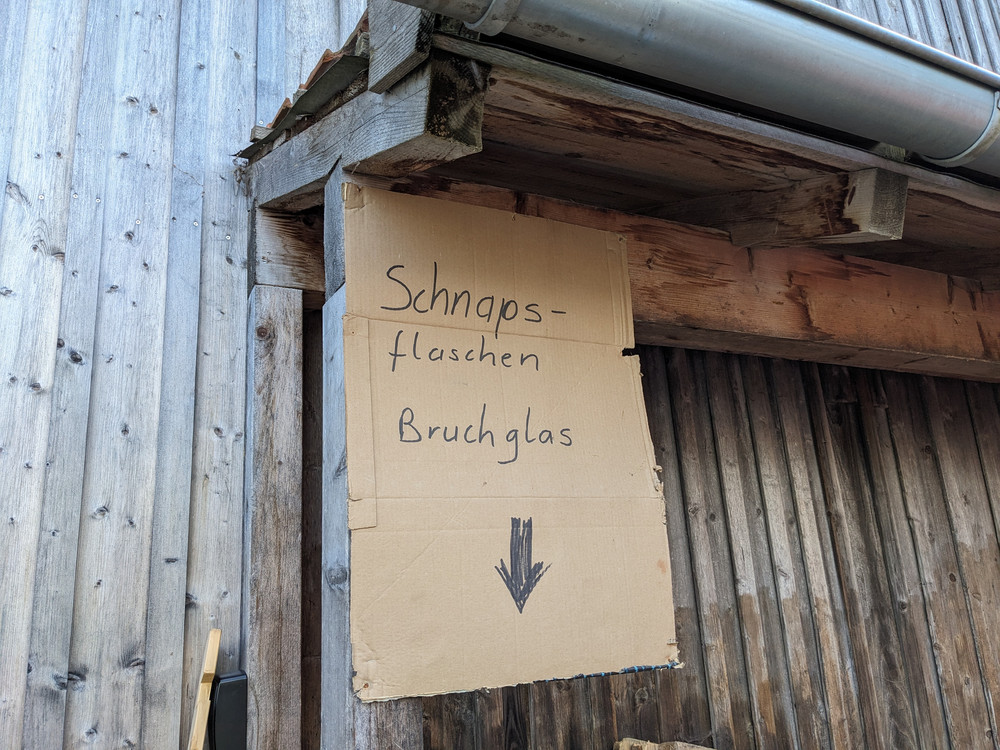 Schnaps-
flaschen
Bruchglas